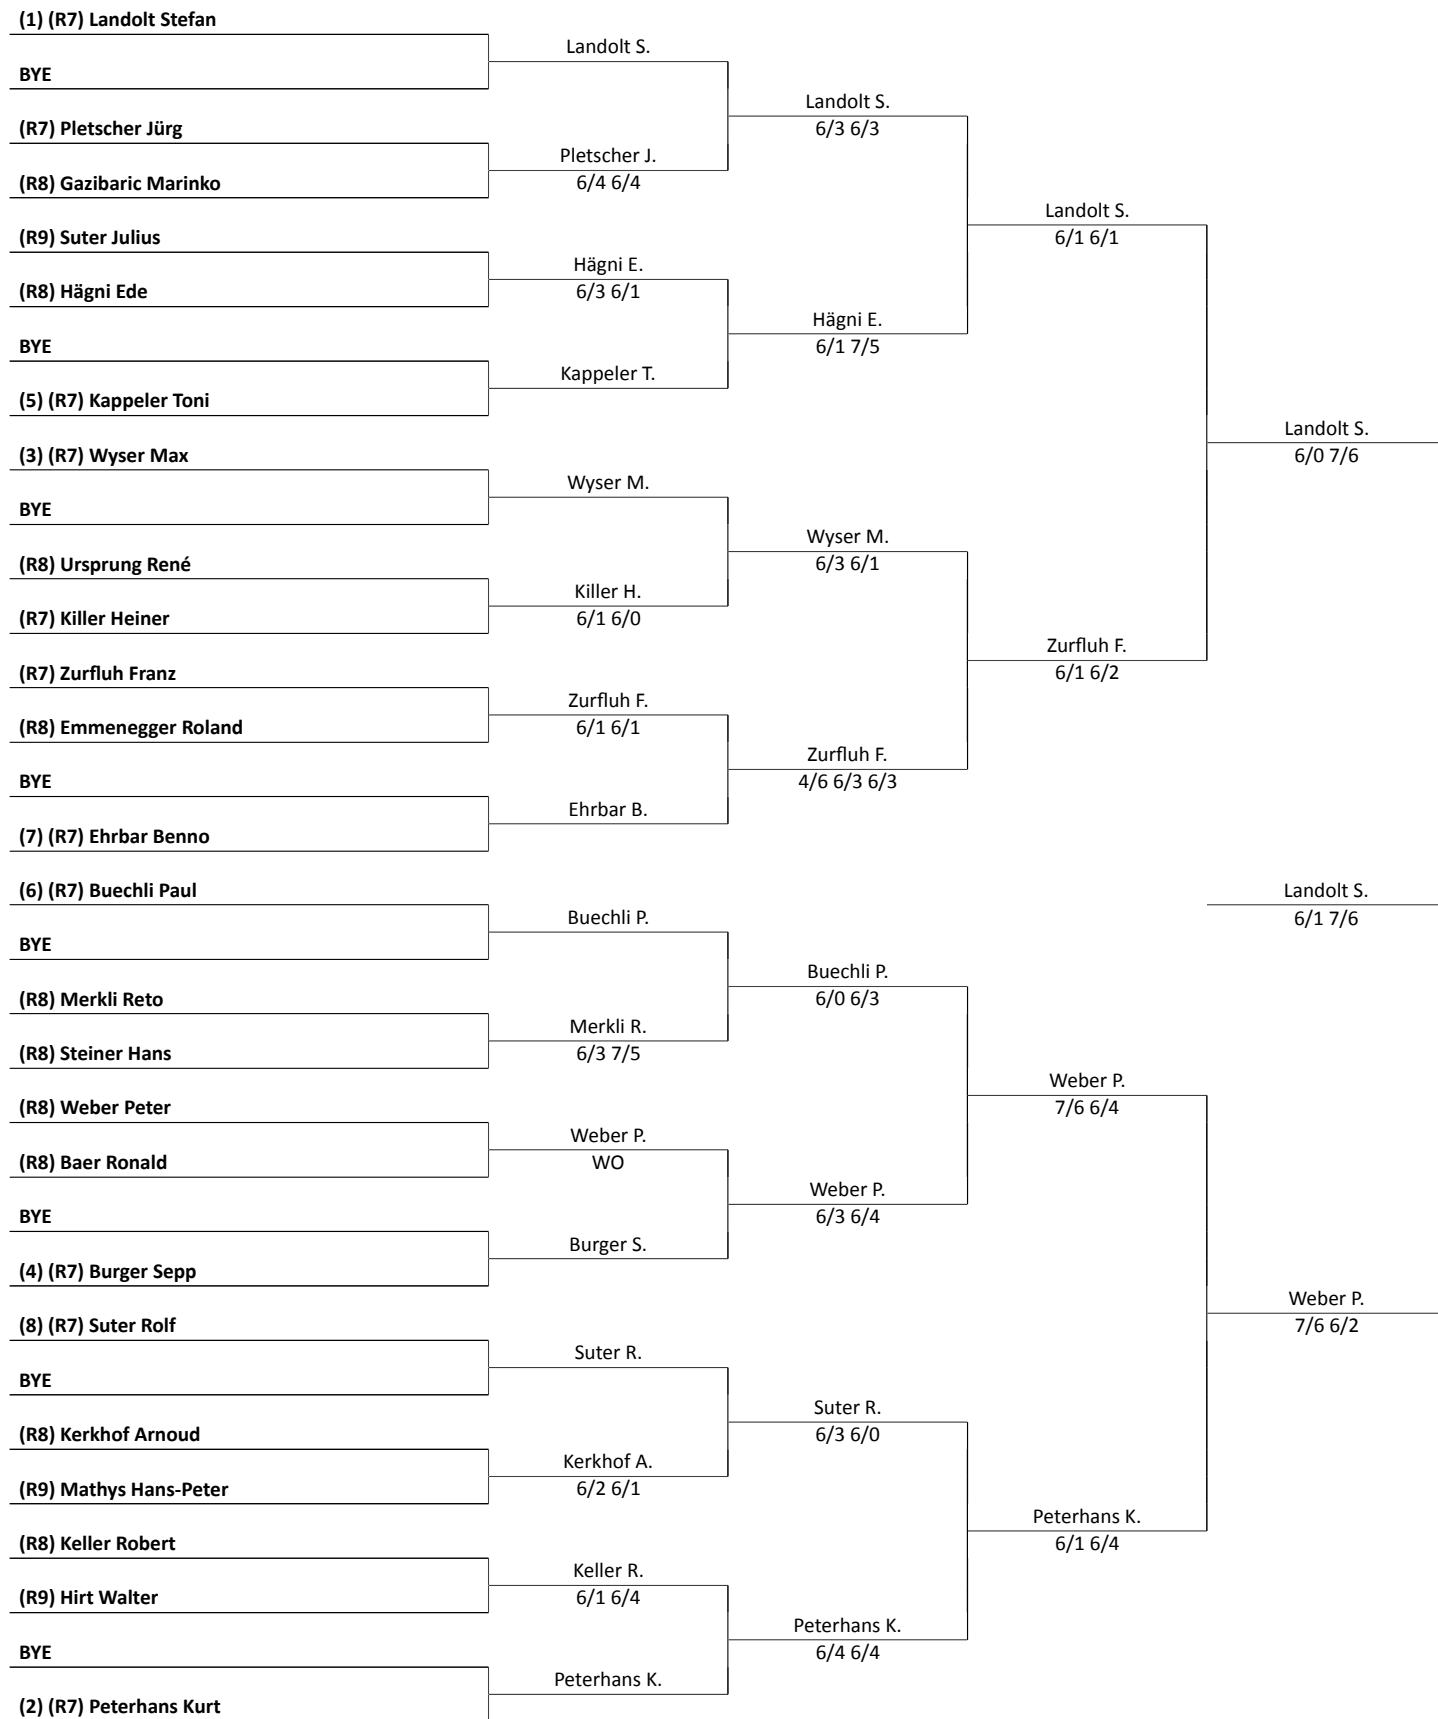 (1) (R7) Landolt Stefan
Landolt S.
BYE
Landolt S.
6/3 6/3
(R7) Pletscher Jürg
Pletscher J.
6/4 6/4
(R8) Gazibaric Marinko
Landolt S.
6/1 6/1
(R9) Suter Julius
Hägni E.
6/3 6/1
(R8) Hägni Ede
Hägni E.
6/1 7/5
BYE
Kappeler T.
(5) (R7) Kappeler Toni
Landolt S.
6/0 7/6
(3) (R7) Wyser Max
Wyser M.
BYE
Wyser M.
6/3 6/1
(R8) Ursprung René
Killer H.
6/1 6/0
(R7) Killer Heiner
Zurfluh F.
6/1 6/2
(R7) Zurfluh Franz
Zurfluh F.
6/1 6/1
(R8) Emmenegger Roland
Zurfluh F.
4/6 6/3 6/3
BYE
Ehrbar B.
(7) (R7) Ehrbar Benno
(6) (R7) Buechli Paul
Landolt S.
6/1 7/6
Buechli P.
BYE
Buechli P.
6/0 6/3
(R8) Merkli Reto
Merkli R.
6/3 7/5
(R8) Steiner Hans
Weber P.
7/6 6/4
(R8) Weber Peter
Weber P.
WO
(R8) Baer Ronald
Weber P.
6/3 6/4
BYE
Burger S.
(4) (R7) Burger Sepp
Weber P.
7/6 6/2
(8) (R7) Suter Rolf
Suter R.
BYE
Suter R.
6/3 6/0
(R8) Kerkhof Arnoud
Kerkhof A.
6/2 6/1
(R9) Mathys Hans-Peter
Peterhans K.
6/1 6/4
(R8) Keller Robert
Keller R.
6/1 6/4
(R9) Hirt Walter
Peterhans K.
6/4 6/4
BYE
Peterhans K.
(2) (R7) Peterhans Kurt